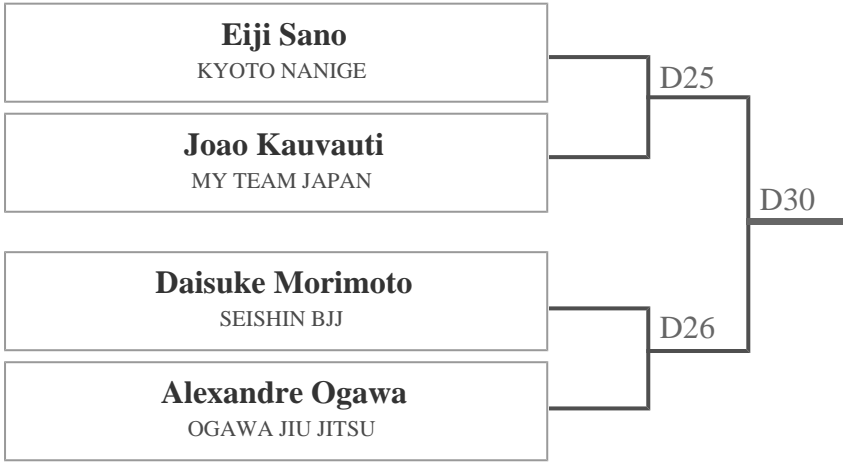 Eiji Sano
KYOTO NANIGE
D25
Joao Kauvauti
MY TEAM JAPAN
D30
Daisuke Morimoto
SEISHIN BJJ
D26
Alexandre Ogawa
OGAWA JIU JITSU